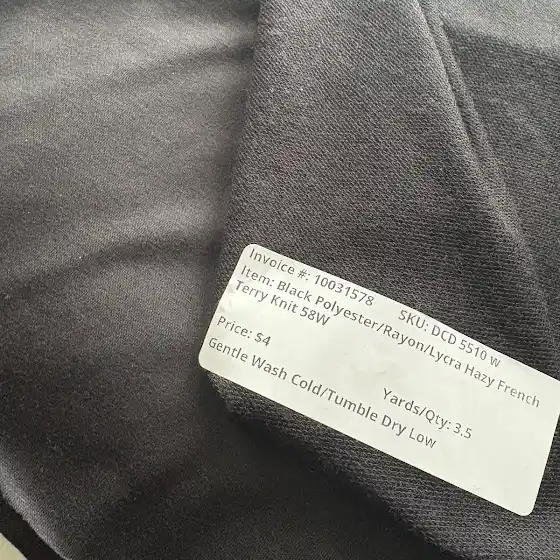 Invoice #: 10031578 SKU: DCD 5510 W
Item: Black Polyester/Rayon/Lycra Hazy French
Terry Knit 58W
Price: $4 Yards/Qty: 3.5
Gentle Wash Cold/Tumble Dry Low